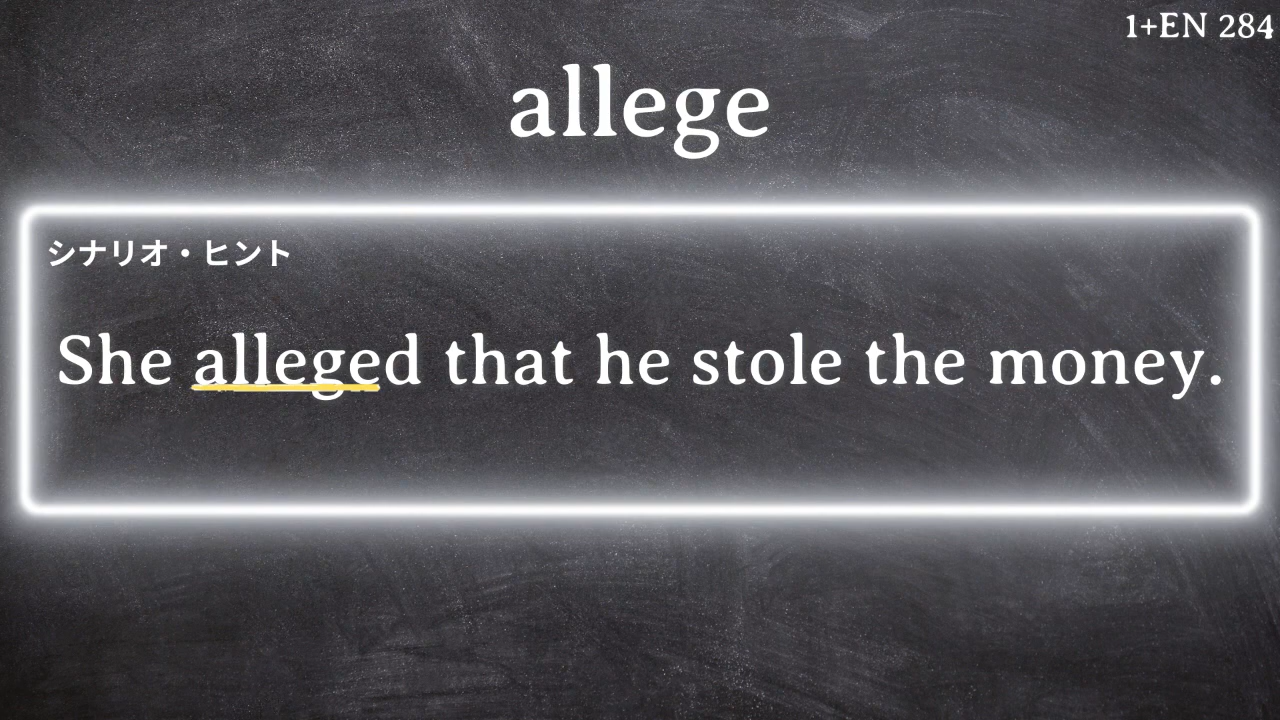 1+EN 284
allege
シナリオ・ヒント
She alleged that he stole the money.